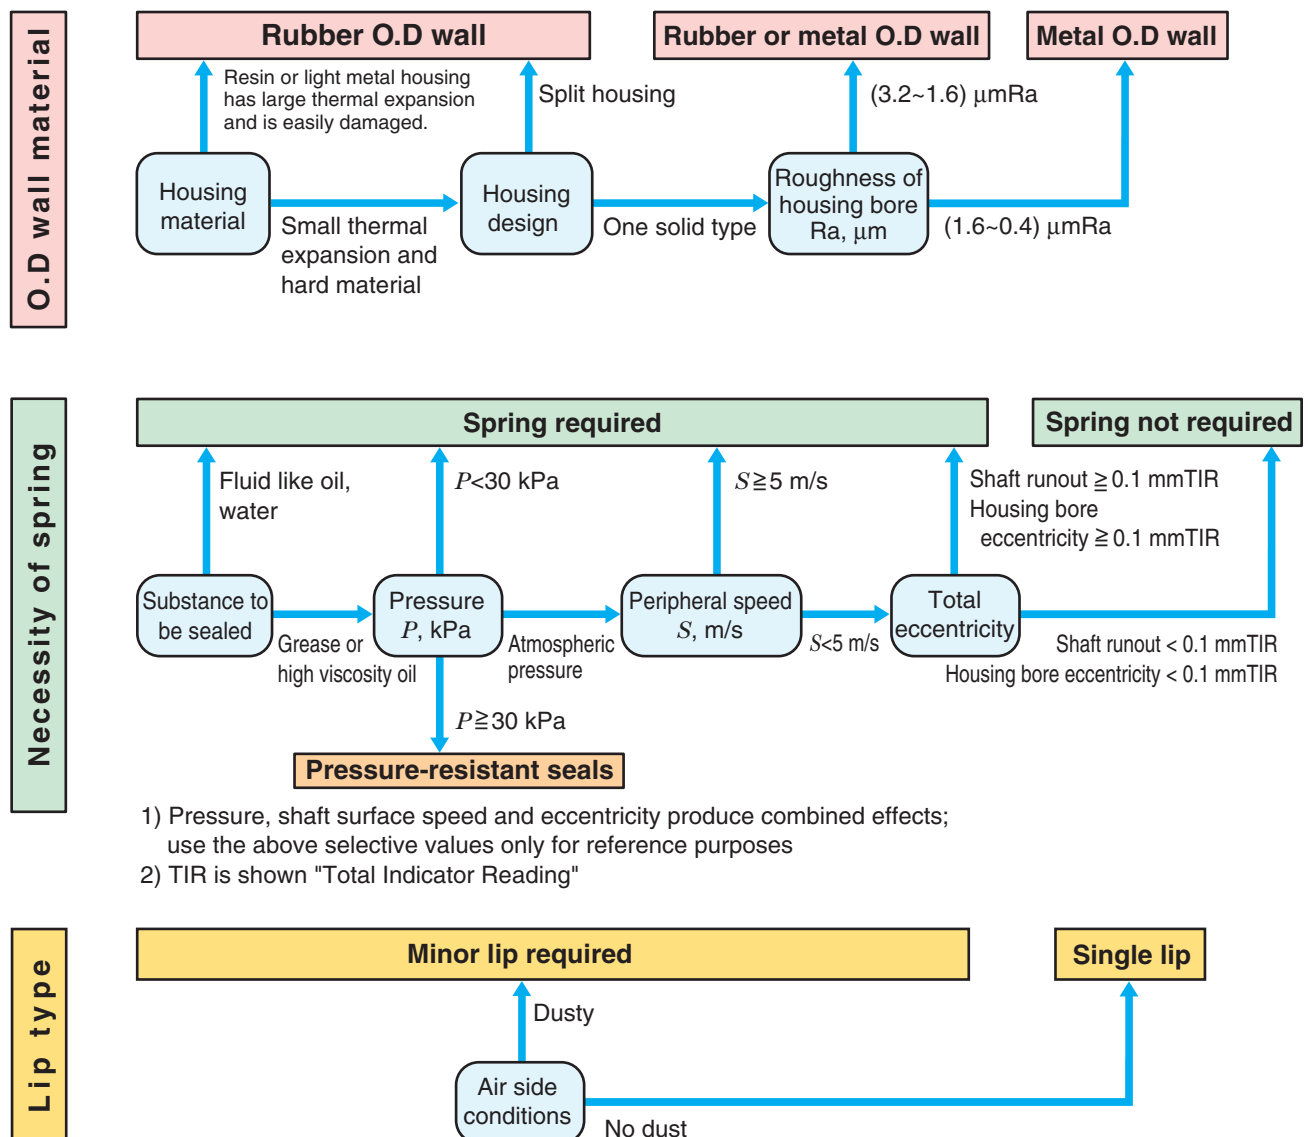 O.D wall material
Rubber O.D wall
Rubber or metal O.D wall
Metal O.D wall
Resin or light metal housing
has large thermal expansion
and is easily damaged.
Split housing
(3.2~1.6) μmRa
Housing
material
Housing
design
Roughness of
housing bore
Ra, μm
Small thermal
expansion and
hard material
One solid type
(1.6~0.4) μmRa
Necessity of spring
Spring required
Spring not required
Fluid like oil,
water
P<30 kPa
S≧5 m/s
Shaft runout ≧ 0.1 mmTIR
Housing bore
eccentricity ≧ 0.1 mmTIR
Substance to
be sealed
Pressure
P, kPa
Peripheral speed
S, m/s
Total
eccentricity
Grease or
high viscosity oil
Atmospheric
pressure
S<5 m/s
Shaft runout < 0.1 mmTIR
Housing bore eccentricity < 0.1 mmTIR
P≧30 kPa
Pressure-resistant seals
1) Pressure, shaft surface speed and eccentricity produce combined effects;
use the above selective values only for reference purposes
2) TIR is shown "Total Indicator Reading"
Lip type
Minor lip required
Single lip
Dusty
Air side
conditions
No dust